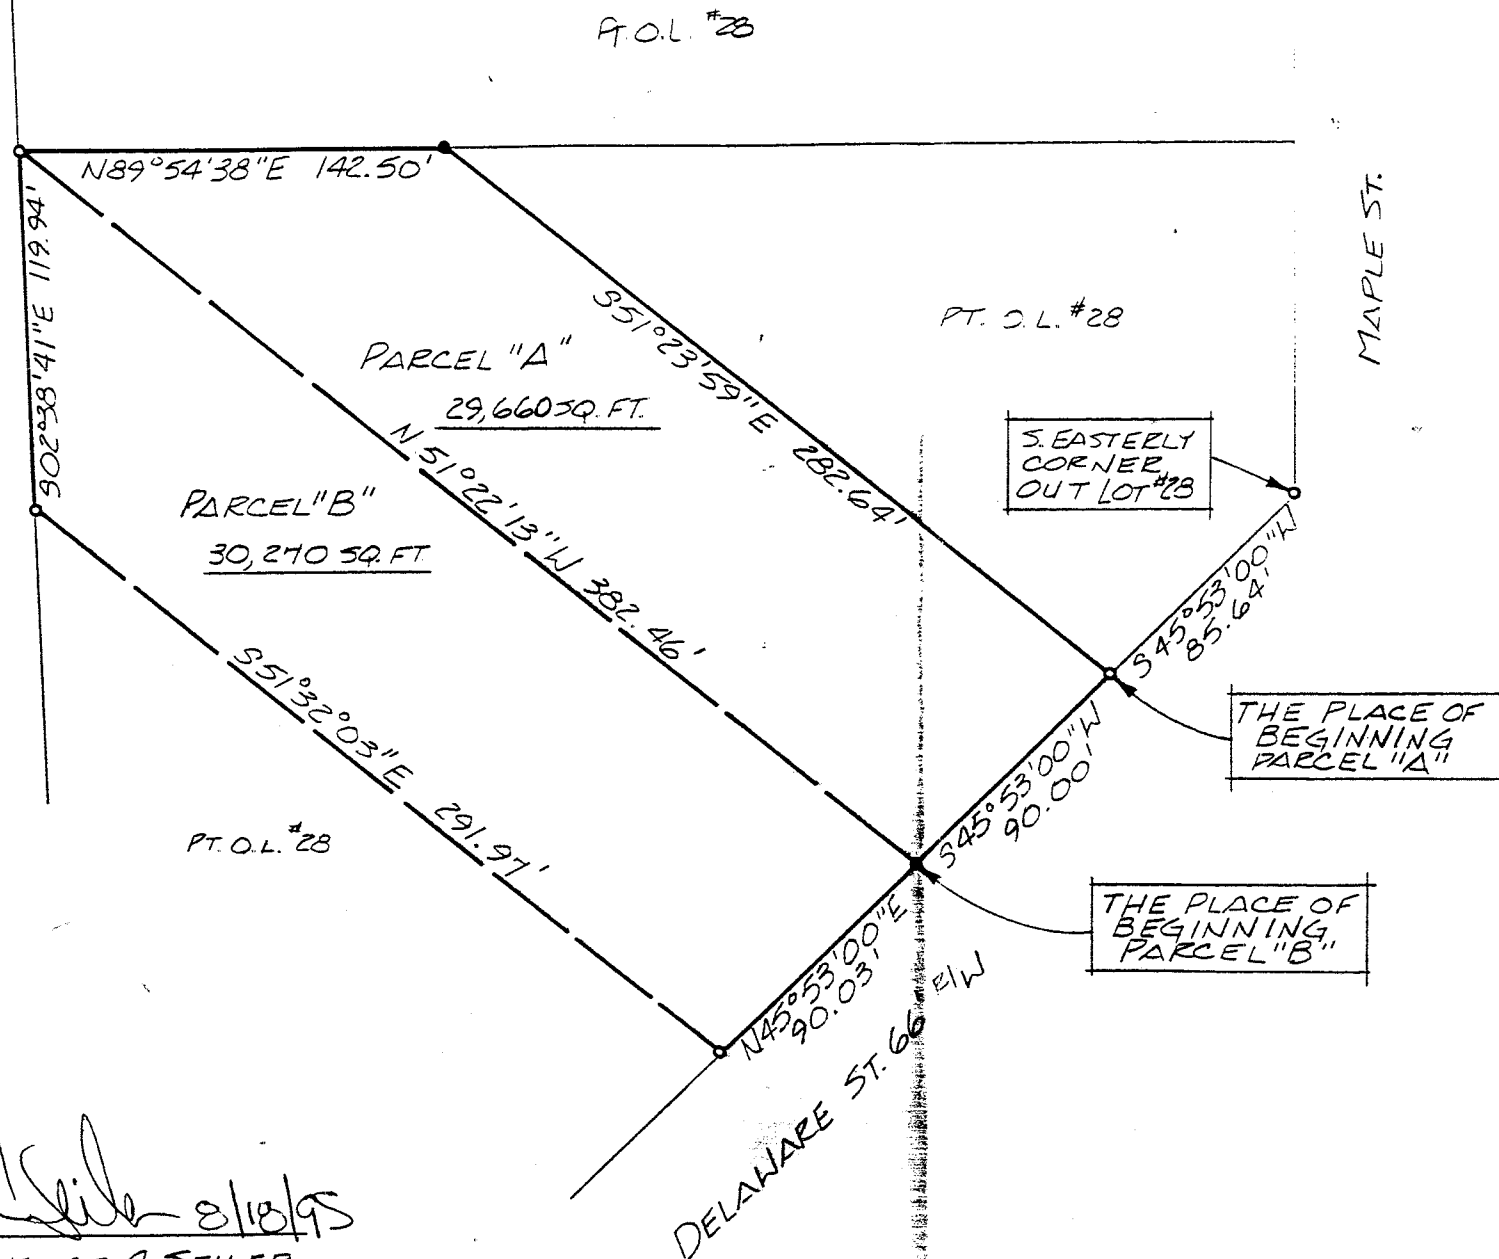 PT. O.L. #28
N89°54'38"E 142.50'
S02°38'41"E 119.94'
MAPLE ST.
S51°23'59"E 282.64'
PT. O.L. #28
PARCEL "A"
29,660 SQ. FT.
S. EASTERLY
CORNER,
OUT LOT #28
N 51°22'13"W 382.46'
PARCEL "B"
30,270 SQ. FT.
S 45°53'00"W
85.64'
S51°32°03"E 291.97'
THE PLACE OF
BEGINNING
PARCEL "A"
S45°53'00"W
90.00'
PT. O.L. #28
THE PLACE OF
BEGINNING,
PARCEL "B"
N45°53'00"E
90.03'
DELAWARE ST. 66' R/W
8/18/95
SEILER